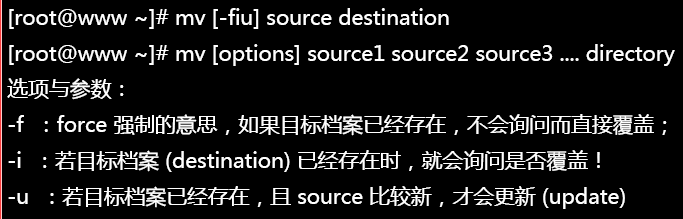 [root@www ~]# mv [-fiu] source destination
[root@www ~]# mv [options] source1 source2 source3 .... directory
选项与参数：
-f ：force 强制的意思，如果目标档案已经存在，不会询问而直接覆盖；
-i ：若目标档案 (destination) 已经存在时，就会询问是否覆盖！
-u ：若目标档案已经存在，且 source 比较新，才会更新 (update)